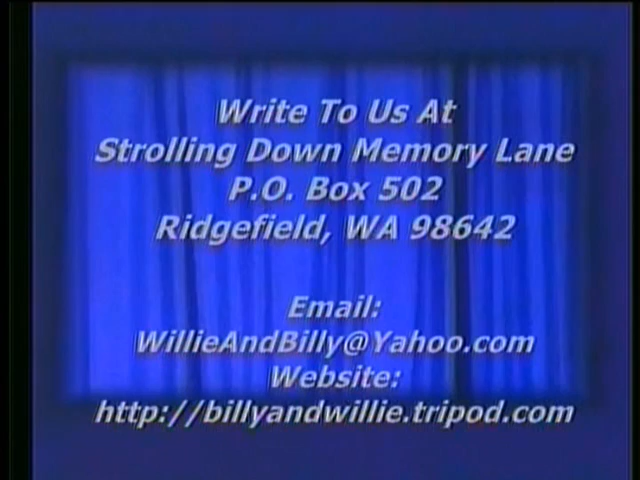 Write To Us At
Strolling Down Memory Lane
P.O. Box 502
Ridgefield, WA 98642
Email:
WillieAndBilly@Yahoo.com
Website:
http://billyandwillie.tripod.com